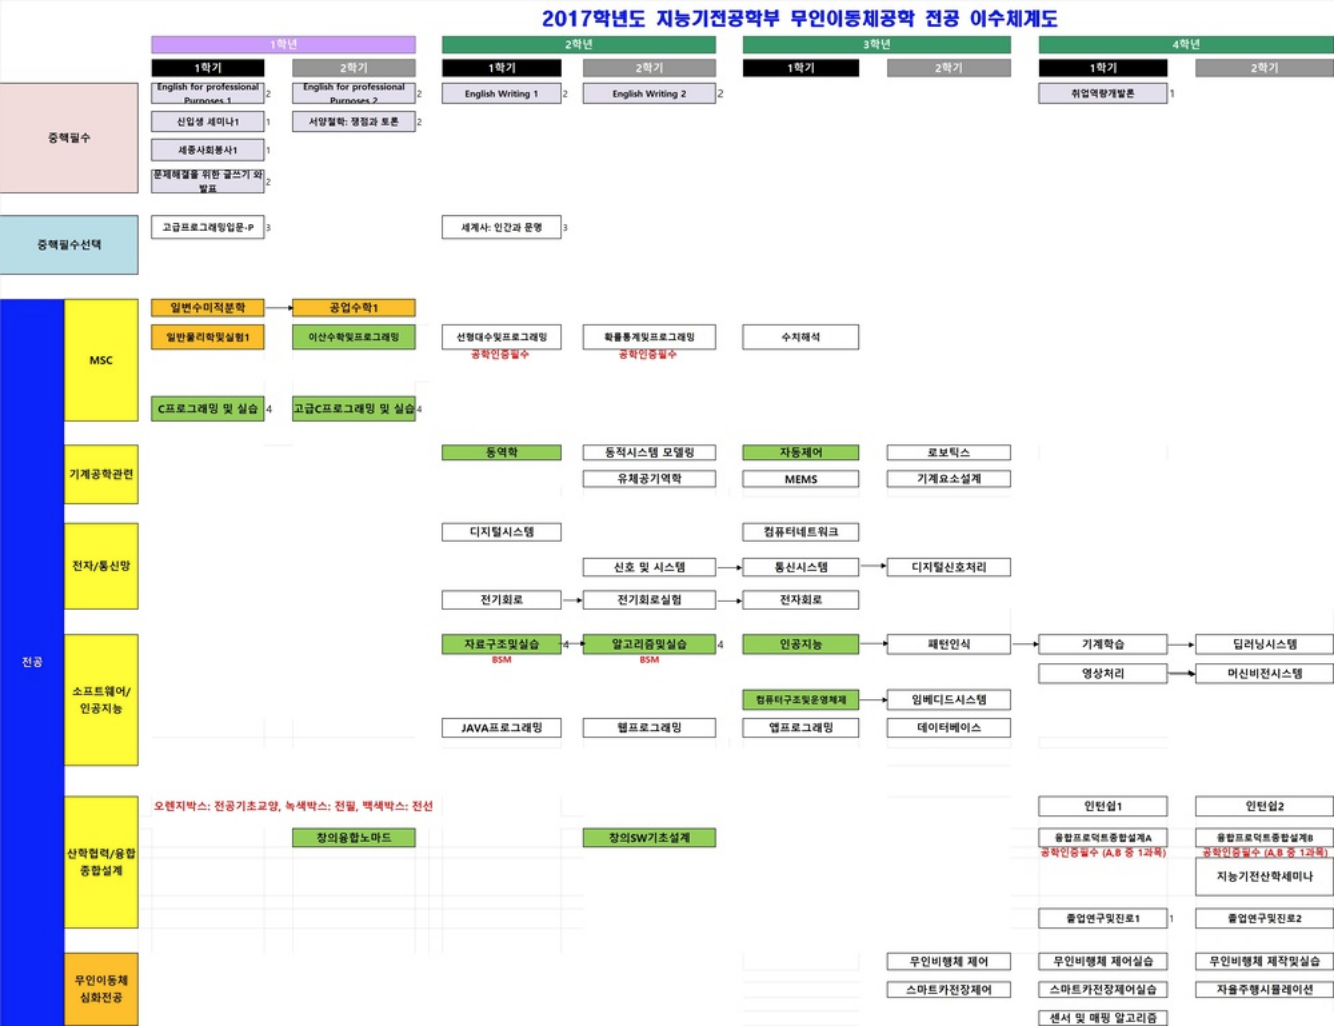 2017학년도 지능기전공학부 무인이동체공학 전공 이수체계도
1학년 2학년 3학년 4학년
1학기 2학기 1학기 2학기 1학기 2학기 1학기 2학기
중핵필수
English for professional Purposes 1 2 English for professional Purposes 2 2 English Writing 1 2 English Writing 2 2 취업역량개발론 1
신입생 세미나1 1 서양철학: 쟁점과 토론 2
세종사회봉사1 1
문제해결을 위한 글쓰기 와 발표 2
중핵필수선택
고급프로그래밍입문-P 3 세계사: 인간과 문명 3
전공
MSC
일변수미적분학 공업수학1
일반물리학및실험1 이산수학및프로그래밍 선형대수및프로그래밍 확률통계및프로그래밍 수치해석
공학인증필수 공학인증필수
C프로그래밍 및 실습 4 고급C프로그래밍 및 실습 4
기계공학관련
동역학 동적시스템 모델링 자동제어 로보틱스
유체공기역학 MEMS 기계요소설계
전자/통신망
디지털시스템 컴퓨터네트워크
신호 및 시스템 통신시스템 디지털신호처리
전기회로 전기회로실험 전자회로
소프트웨어/
인공지능
자료구조및실습 4 알고리즘및실습 4 인공지능 패턴인식 기계학습 딥러닝시스템
BSM BSM
영상처리 머신비전시스템
컴퓨터구조및운영체제 임베디드시스템
JAVA프로그래밍 웹프로그래밍 앱프로그래밍 데이터베이스
산학협력/융합
종합설계
오렌지박스: 전공기초교양, 녹색박스: 전필, 백색박스: 전선 인턴쉽1 인턴쉽2
창의융합노마드 창의SW기초설계 융합프로덕트종합설계A 융합프로덕트종합설계B
공학인증필수 (A,B 중 1과목) 공학인증필수 (A,B 중 1과목)
지능기전산학세미나
졸업연구및진로1 1 졸업연구및진로2
무인이동체
심화전공
무인비행체 제어 무인비행체 제어실습 무인비행체 제작및실습
스마트카전장제어 스마트카전장제어실습 자율주행시뮬레이션
센서 및 매핑 알고리즘